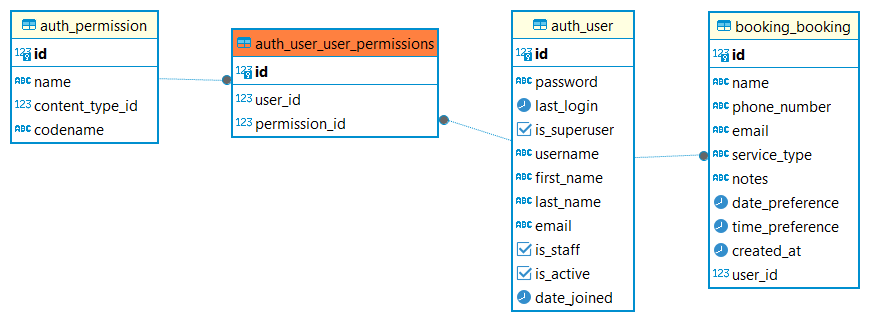 auth_permission
123 id
ABC name
123 content_type_id
ABC codename
auth_user_user_permissions
123 id
123 user_id
123 permission_id
auth_user
123 id
ABC password
last_login
is_superuser
ABC username
ABC first_name
ABC last_name
ABC email
is_staff
is_active
date_joined
booking_booking
123 id
ABC name
ABC phone_number
ABC email
ABC service_type
ABC notes
date_preference
time_preference
created_at
123 user_id